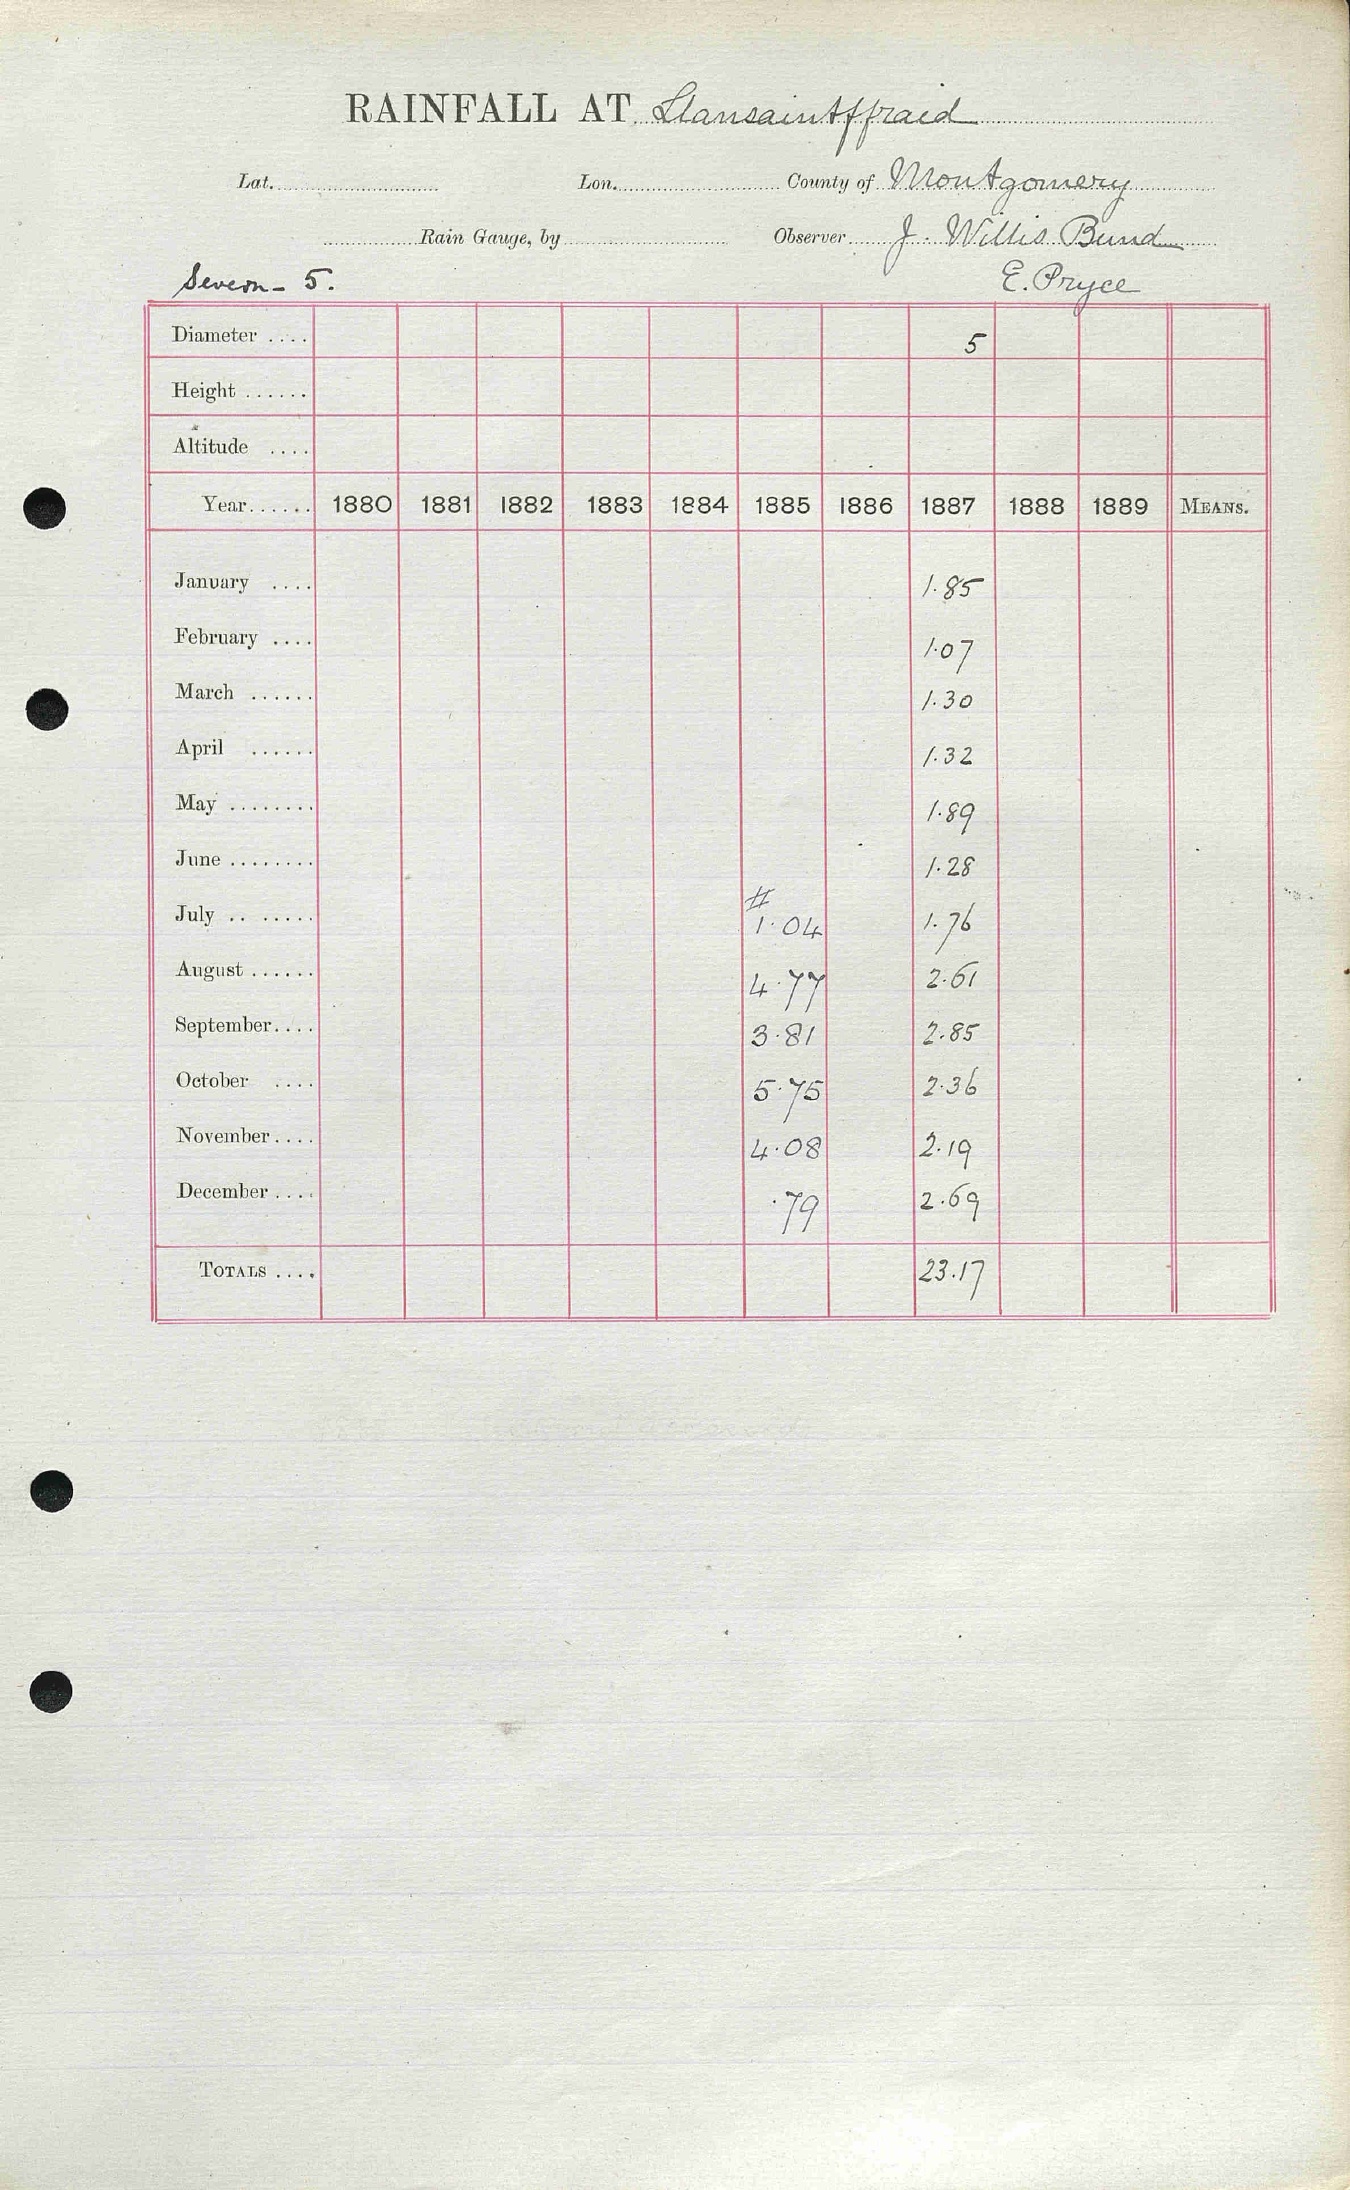 RAINFALL AT Llansaintffraid
Lat. Lon. County of Montgomery
Rain Gauge, by Observer J. Willis Bund
Severn - 5. E. Pryce
Diameter .... 5
Height ......
Altitude ....
Year...... 1880 1881 1882 1883 1884 1885 1886 1887 1888 1889 MEANS.
January .... 1.85
February .... 1.07
March ...... 1.30
April ...... 1.32
May ........ 1.89
June ........ 1.28
#
July .. ..... 1.04 1.76
August ...... 4.77 2.61
September.... 3.81 2.85
October .... 5.75 2.36
November.... 4.08 2.19
December .... .79 2.69
TOTALS .... 23.17